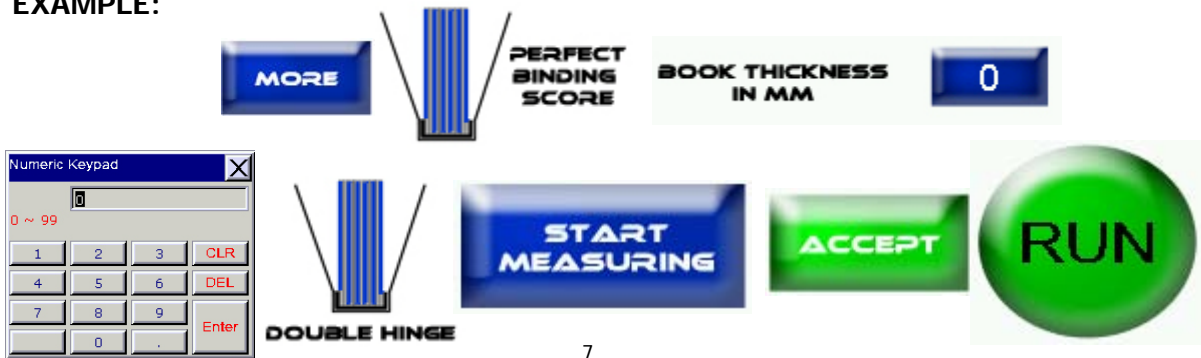 EXAMPLE:
MORE
PERFECT
BINDING
SCORE
BOOK THICKNESS
IN MM
0
Numeric Keypad
X
0
0 ~ 99
1 2 3 CLR
4 5 6 DEL
7 8 9 Enter
0 .
DOUBLE HINGE
START
MEASURING
ACCEPT
RUN
7